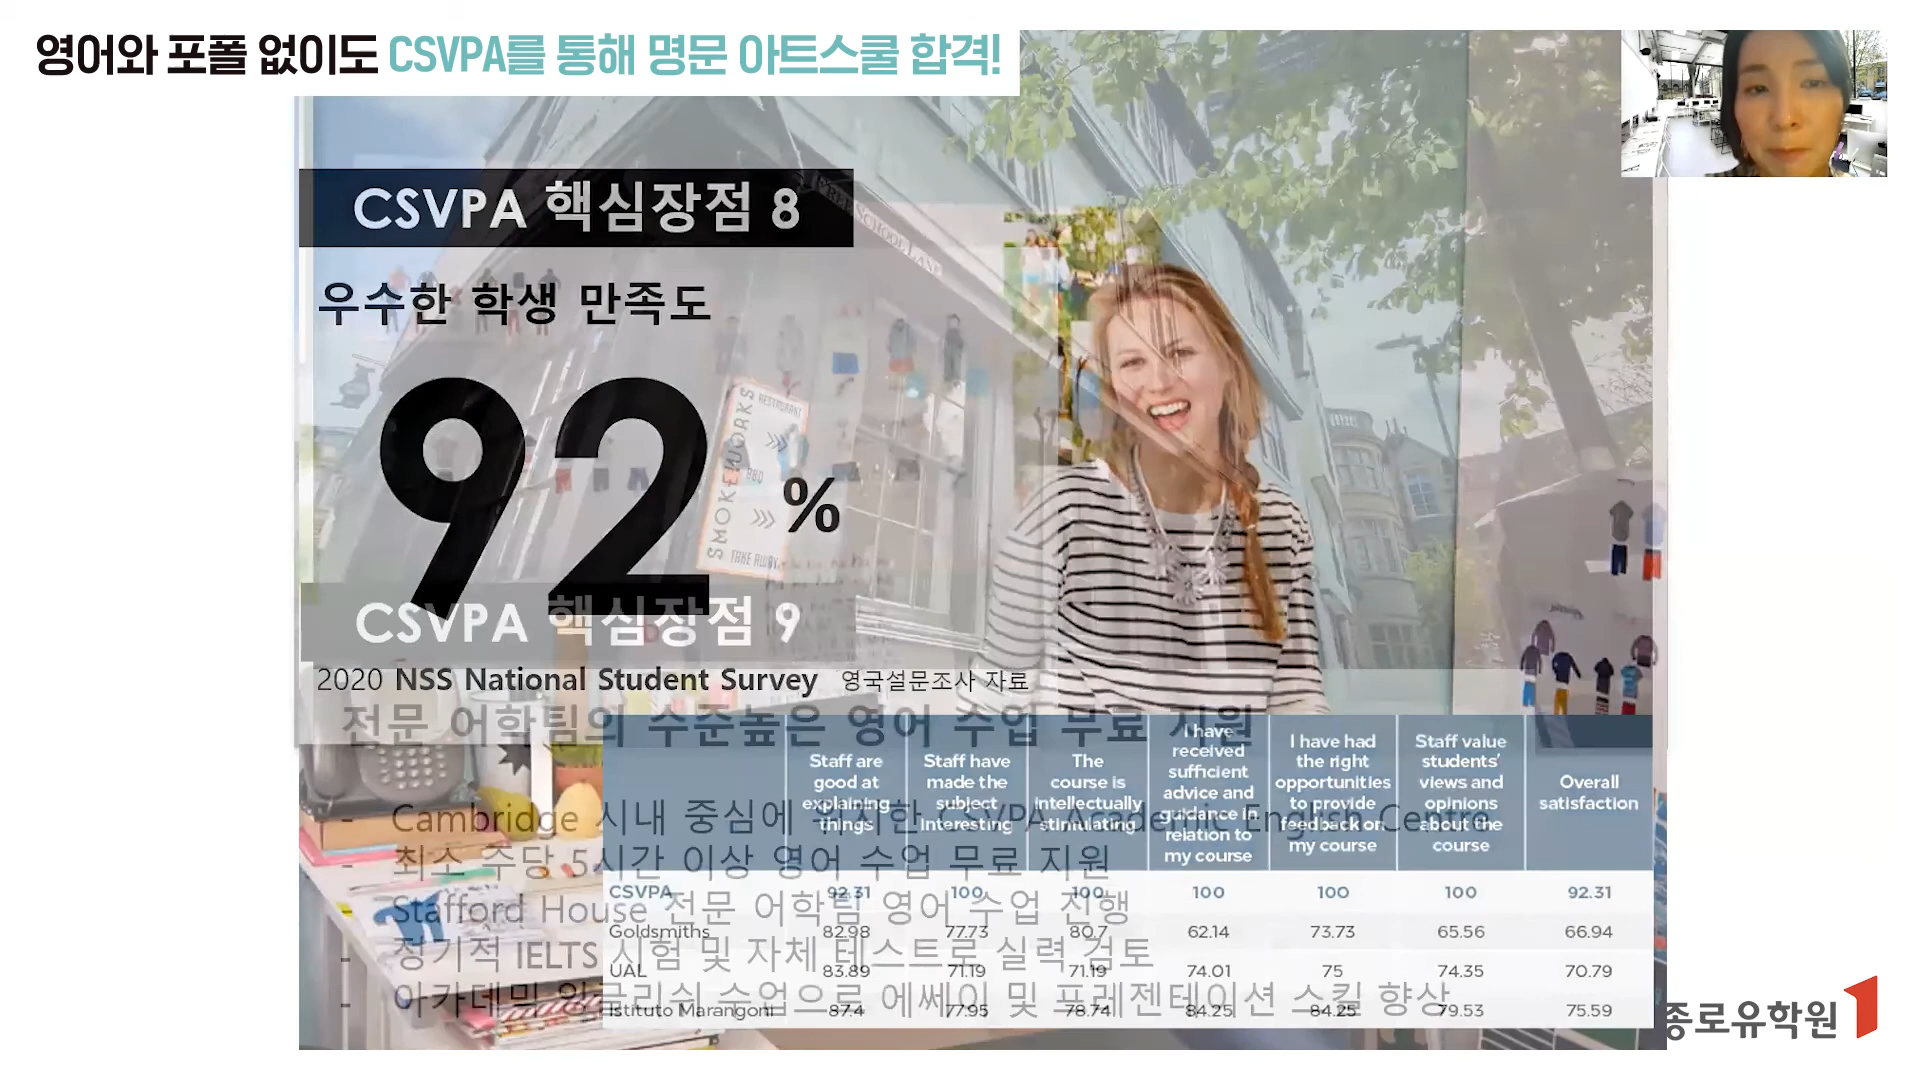 영어와 포폴 없이도 CSVPA를 통해 명문 아트스쿨 합격!
CSVPA 핵심장점 8
우수한 학생 만족도
FREE SCHOOL LANE
92 %
SMOKEWORKS
RESTAURANT
BBQ
TAKE AWAY
CSVPA 핵심장점 9
2020 NSS National Student Survey 영국설문조사 자료
전문 어학팀의 수준높은 영어 수업 무료 지원
- Cambridge 시내 중심에 위치한 CSVPA Academic English Centre
- 최소 주당 5시간 이상 영어 수업 무료 지원
- Stafford House 전문 어학팀 영어 수업 진행
- 정기적 IELTS 시험 및 자체 테스트로 실력 검토
- 아카데믹 잉글리쉬 수업으로 에쎄이 및 프레젠테이션 스킬 향상
Staff are good at explaining things
Staff have made the subject Interesting
The course is intellectually stimulating
I have received sufficient advice and guidance in relation to my course
I have had the right opportunities to provide feedback on my course
Staff value students' views and opinions about the course
Overall satisfaction
CSVPA 92.31 100 100 100 100 100 92.31
Goldsmiths 82.98 77.73 80.7 62.14 73.73 65.56 66.94
UAL 83.89 71.19 71.19 74.01 75 74.35 70.79
Istituto Marangoni 87.4 77.95 78.74 84.25 84.25 79.53 75.59
종로유학원